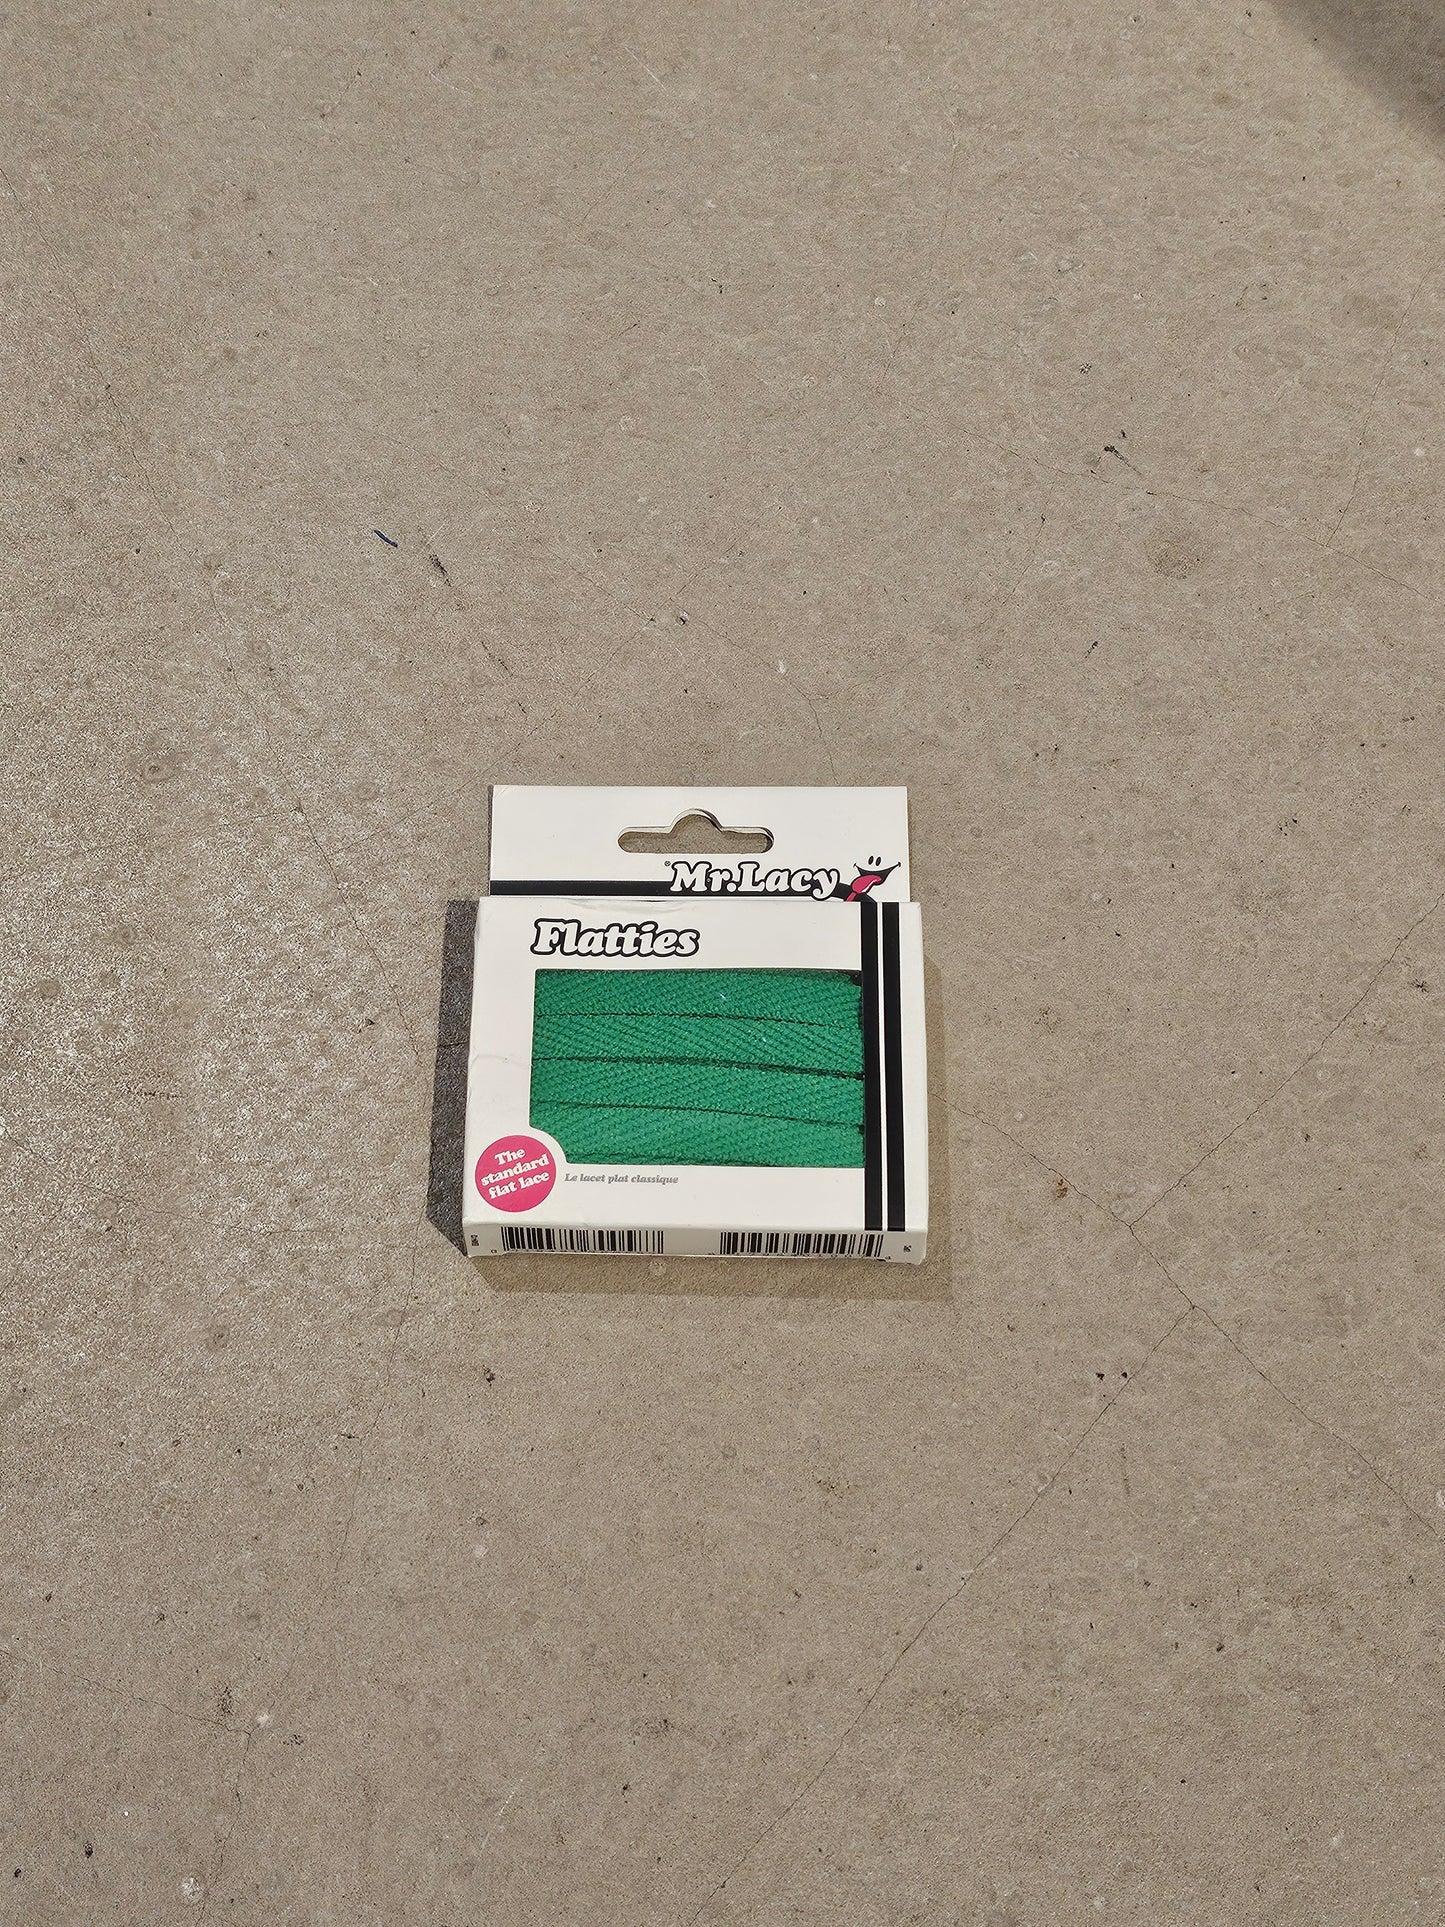 ®Mr.Lacy
Flatties
The
standard
flat lace
Le lacet plat classique